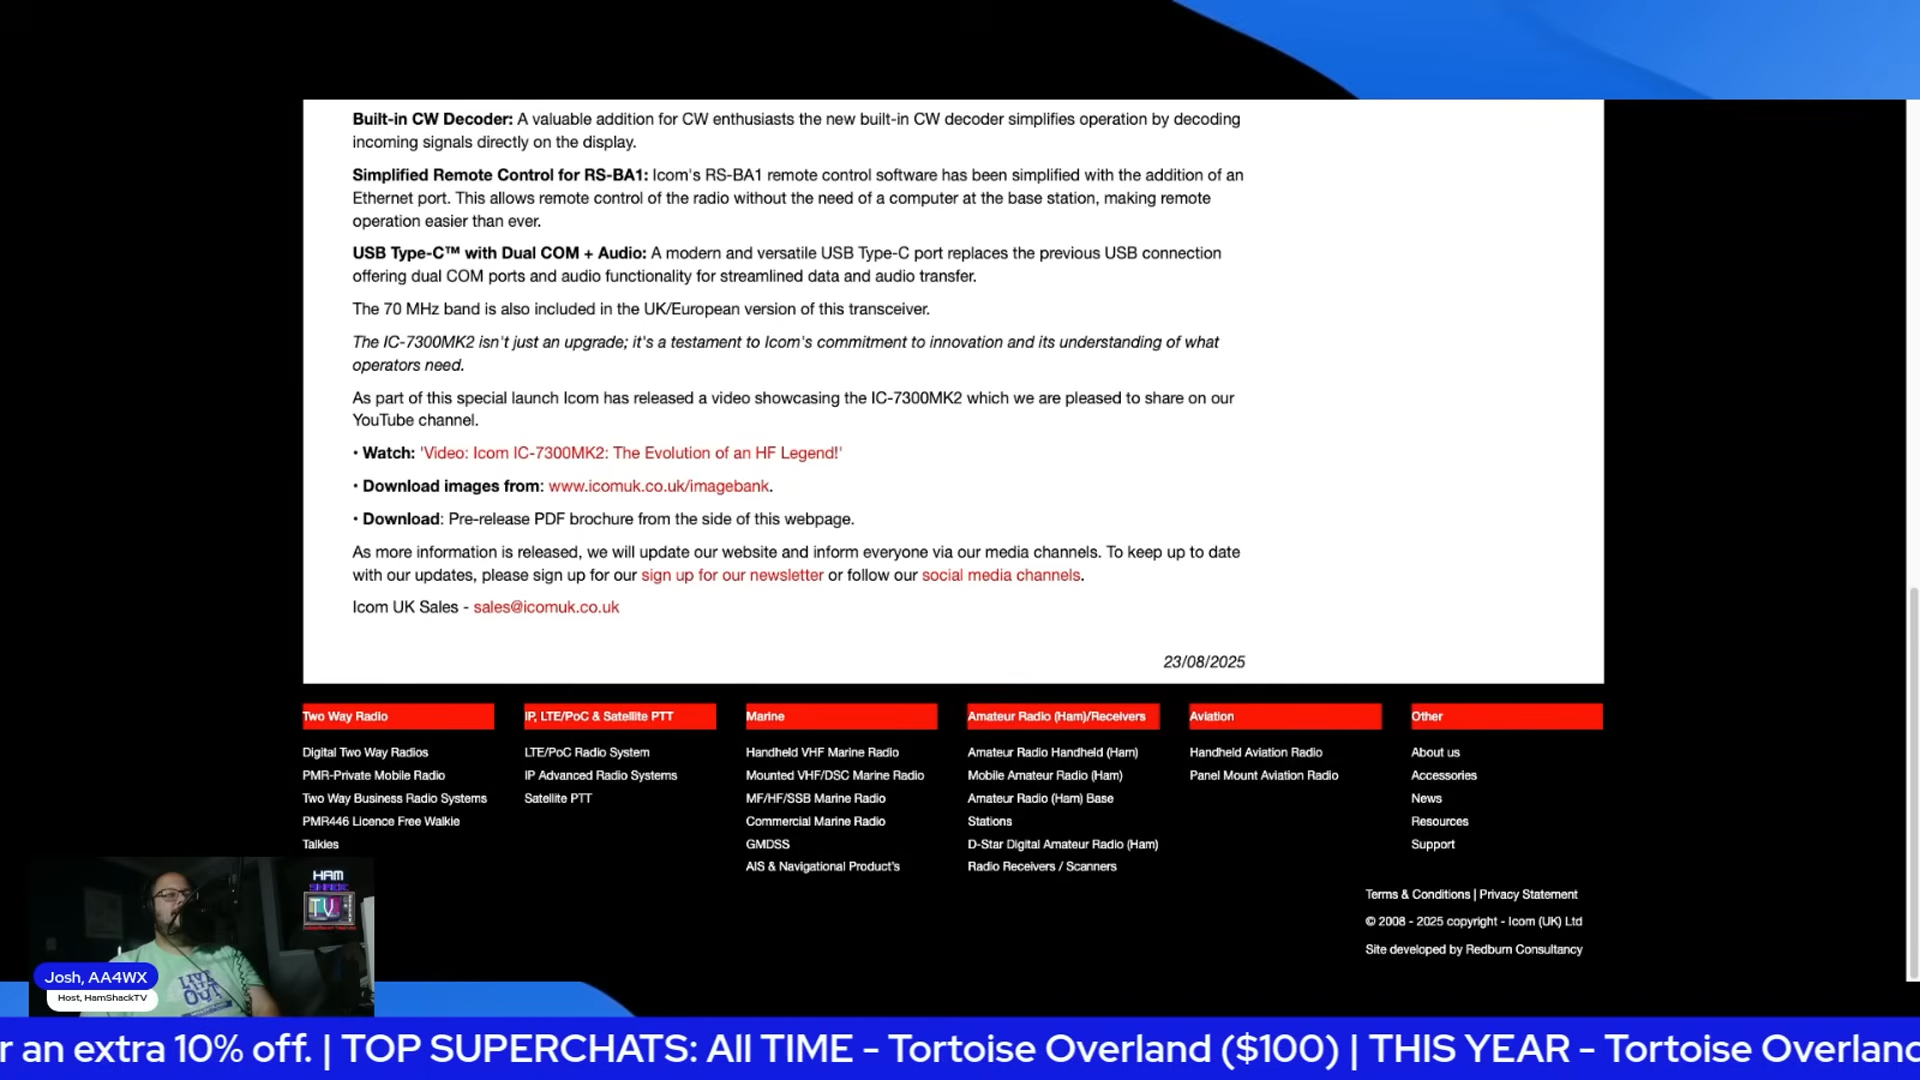 Built-in CW Decoder: A valuable addition for CW enthusiasts the new built-in CW decoder simplifies operation by decoding
incoming signals directly on the display.
Simplified Remote Control for RS-BA1: Icom's RS-BA1 remote control software has been simplified with the addition of an
Ethernet port. This allows remote control of the radio without the need of a computer at the base station, making remote
operation easier than ever.
USB Type-C™ with Dual COM + Audio: A modern and versatile USB Type-C port replaces the previous USB connection
offering dual COM ports and audio functionality for streamlined data and audio transfer.
The 70 MHz band is also included in the UK/European version of this transceiver.
The IC-7300MK2 isn't just an upgrade; it's a testament to Icom's commitment to innovation and its understanding of what
operators need.
As part of this special launch Icom has released a video showcasing the IC-7300MK2 which we are pleased to share on our
YouTube channel.
• Watch: 'Video: Icom IC-7300MK2: The Evolution of an HF Legend!'
• Download images from: www.icomuk.co.uk/imagebank.
• Download: Pre-release PDF brochure from the side of this webpage.
As more information is released, we will update our website and inform everyone via our media channels. To keep up to date
with our updates, please sign up for our sign up for our newsletter or follow our social media channels.
Icom UK Sales - sales@icomuk.co.uk
23/08/2025
Two Way Radio
Digital Two Way Radios
PMR-Private Mobile Radio
Two Way Business Radio Systems
PMR446 Licence Free Walkie
Talkies
IP, LTE/PoC & Satellite PTT
LTE/PoC Radio System
IP Advanced Radio Systems
Satellite PTT
Marine
Handheld VHF Marine Radio
Mounted VHF/DSC Marine Radio
MF/HF/SSB Marine Radio
Commercial Marine Radio
GMDSS
AIS & Navigational Product's
Amateur Radio (Ham)/Receivers
Amateur Radio Handheld (Ham)
Mobile Amateur Radio (Ham)
Amateur Radio (Ham) Base
Stations
D-Star Digital Amateur Radio (Ham)
Radio Receivers / Scanners
Aviation
Handheld Aviation Radio
Panel Mount Aviation Radio
Other
About us
Accessories
News
Resources
Support
Terms & Conditions | Privacy Statement
© 2008 - 2025 copyright - Icom (UK) Ltd
Site developed by Redburn Consultancy
HAM
SHACK
TV
LIVE
OUT
Josh, AA4WX
Host, HamShackTV
r an extra 10% off. | TOP SUPERCHATS: All TIME - Tortoise Overland ($100) | THIS YEAR - Tortoise Overland